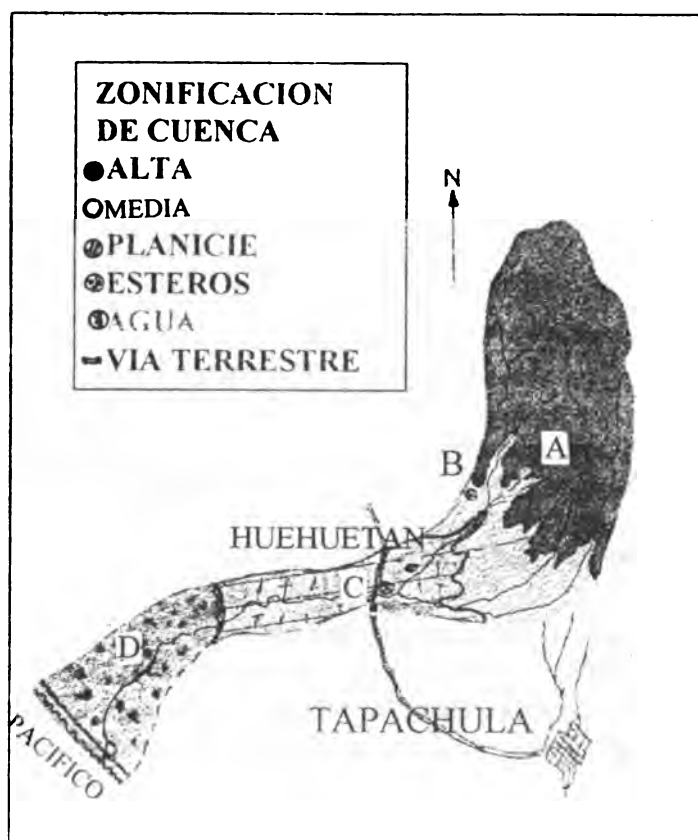 ZONIFICACION
DE CUENCA
ALTA
MEDIA
PLANICIE
ESTEROS
AGUA
VIA TERRESTRE
N
A
B
HUEHUETAN
C
D
TAPACHULA
PACIFICO